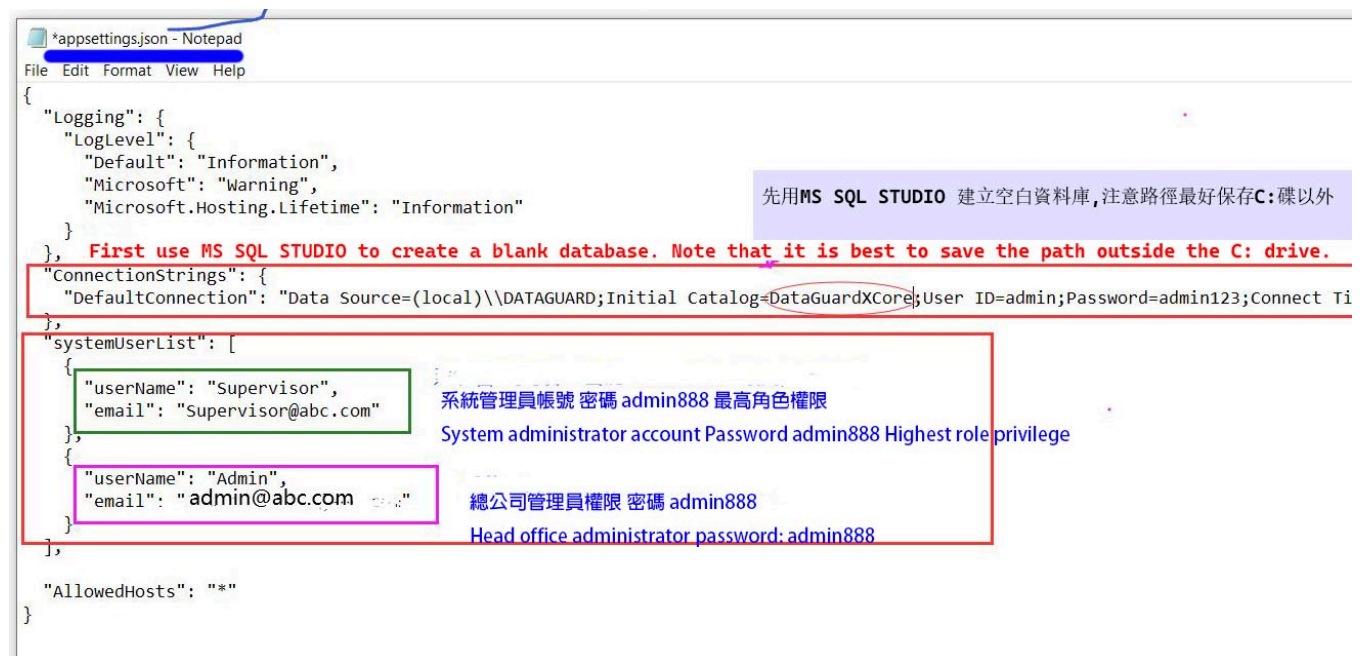 *appsettings.json - Notepad
File Edit Format View Help
{
"Logging": {
"LogLevel": {
"Default": "Information",
"Microsoft": "Warning",
"Microsoft.Hosting.Lifetime": "Information"
}
},
先用MS SQL STUDIO 建立空白資料庫,注意路徑最好保存C:碟以外
First use MS SQL STUDIO to create a blank database. Note that it is best to save the path outside the C: drive.
"ConnectionStrings": {
"DefaultConnection": "Data Source=(local)\\DATAGUARD;Initial Catalog=DataGuardXCore;User ID=admin;Password=admin123;Connect Ti
},
"systemUserList": [
{
"userName": "Supervisor",
"email": "Supervisor@abc.com"
系統管理員帳號 密碼 admin888 最高角色權限
System administrator account Password admin888 Highest role privilege
},
{
"userName": "Admin",
"email": "admin@abc.com"
總公司管理員權限 密碼 admin888
Head office administrator password: admin888
}
],
"AllowedHosts": "*"
}